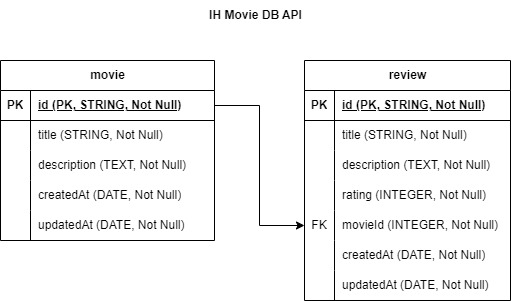 IH Movie DB API
movie
PK id (PK, STRING, Not Null)
title (STRING, Not Null)
description (TEXT, Not Null)
createdAt (DATE, Not Null)
updatedAt (DATE, Not Null)
review
PK id (PK, STRING, Not Null)
title (STRING, Not Null)
description (TEXT, Not Null)
rating (INTEGER, Not Null)
FK movieId (INTEGER, Not Null)
createdAt (DATE, Not Null)
updatedAt (DATE, Not Null)